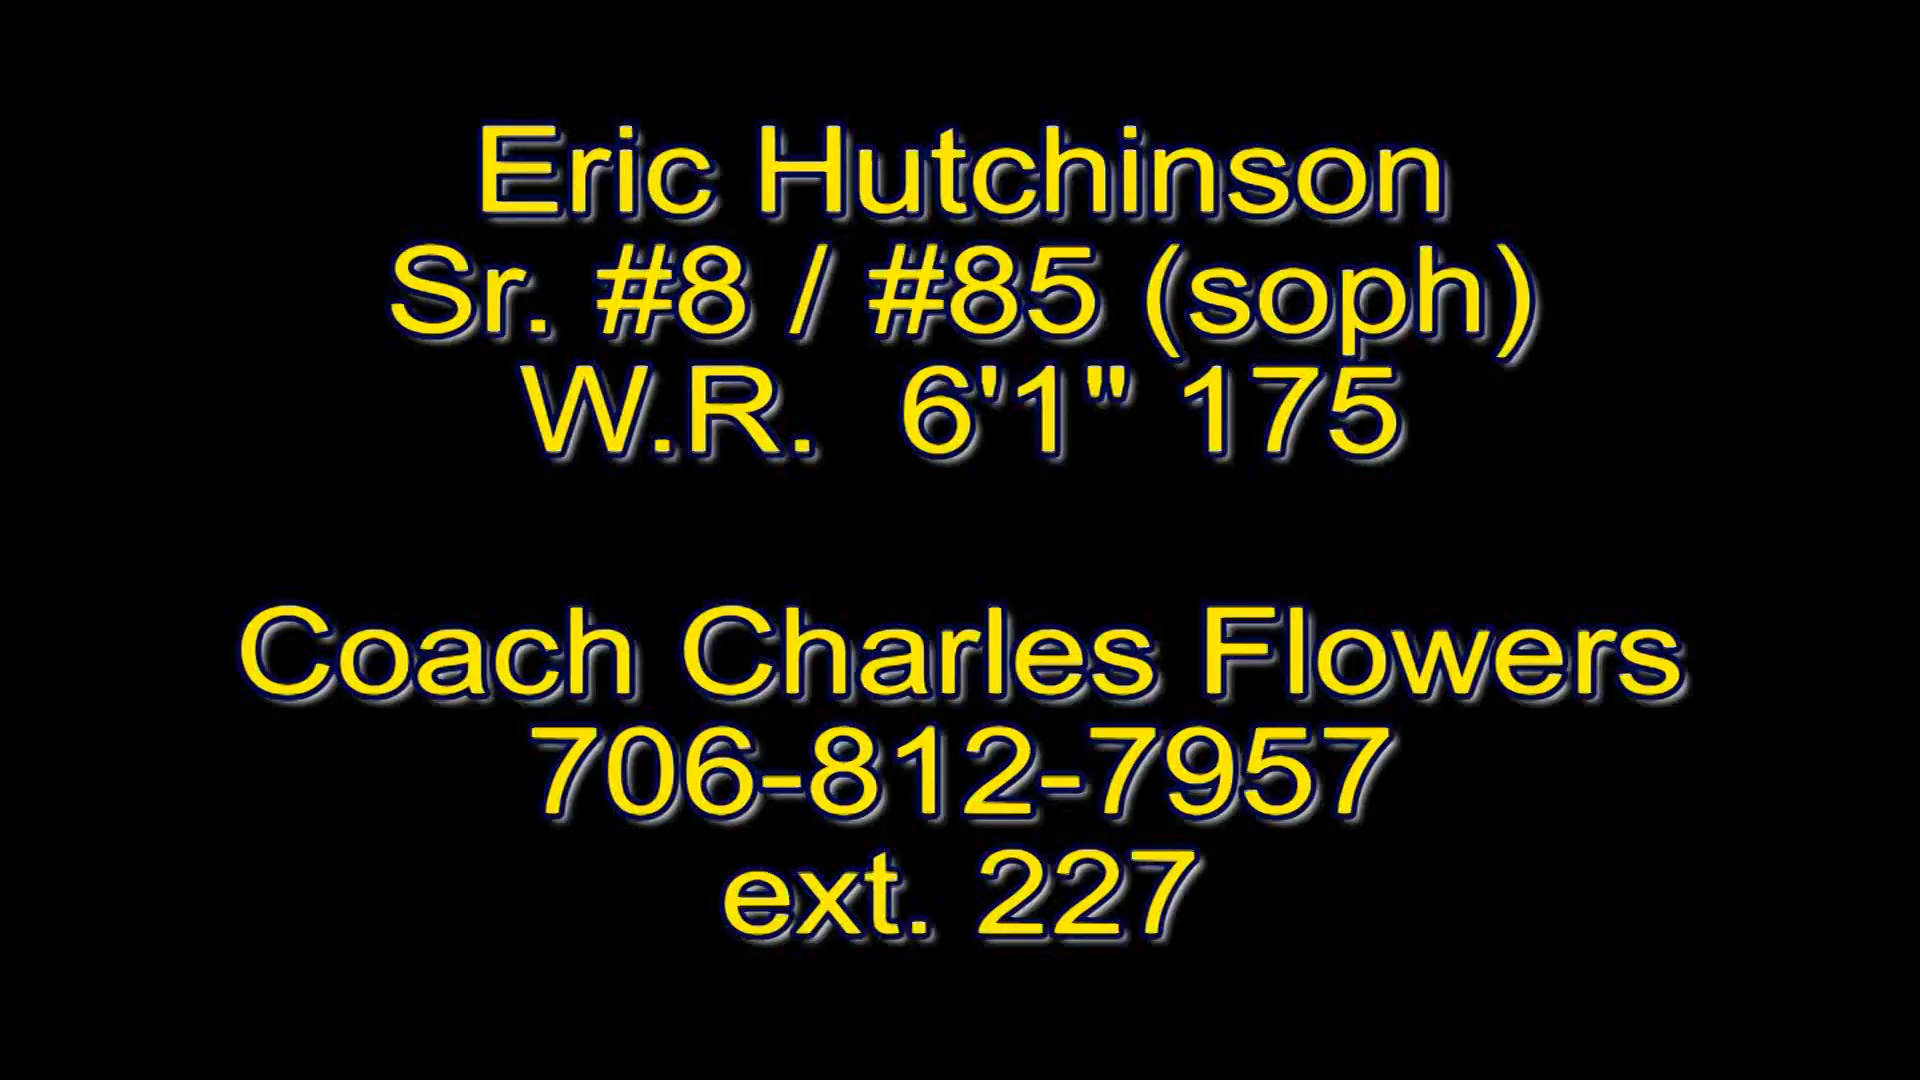 Eric Hutchinson
Sr. #8 / #85 (soph)
W.R. 6'1" 175
Coach Charles Flowers
706-812-7957
ext. 227